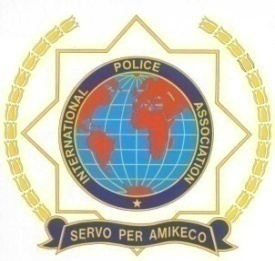 INTERNATIONAL POLICE ASSOCIATION
SERVO PER AMIKECO